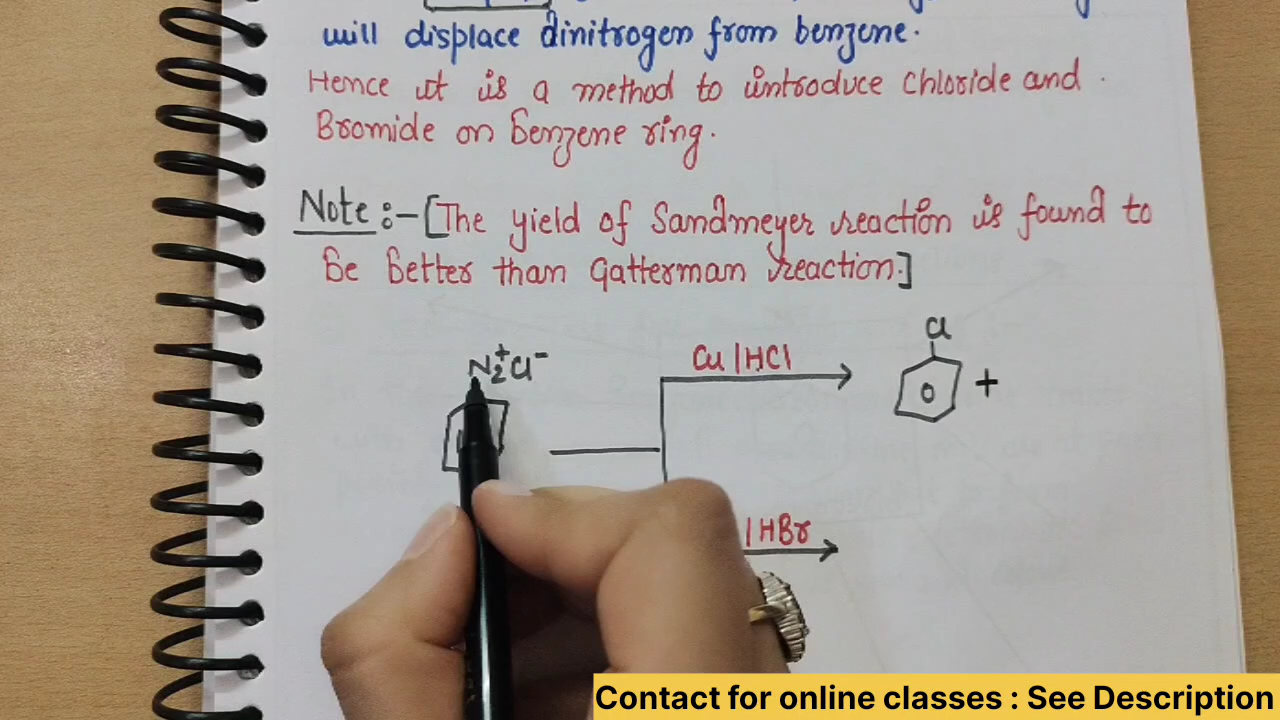 will displace dinitrogen from benzene.
Hence it is a method to introduce chloride and
Bromide on benzene ring.
Note :- [The yield of Sandmeyer reaction is found to
be better than Gatterman reaction.]
Cl
N₂⁺Cl⁻
Cu|HCl
+
|HBr
Contact for online classes : See Description